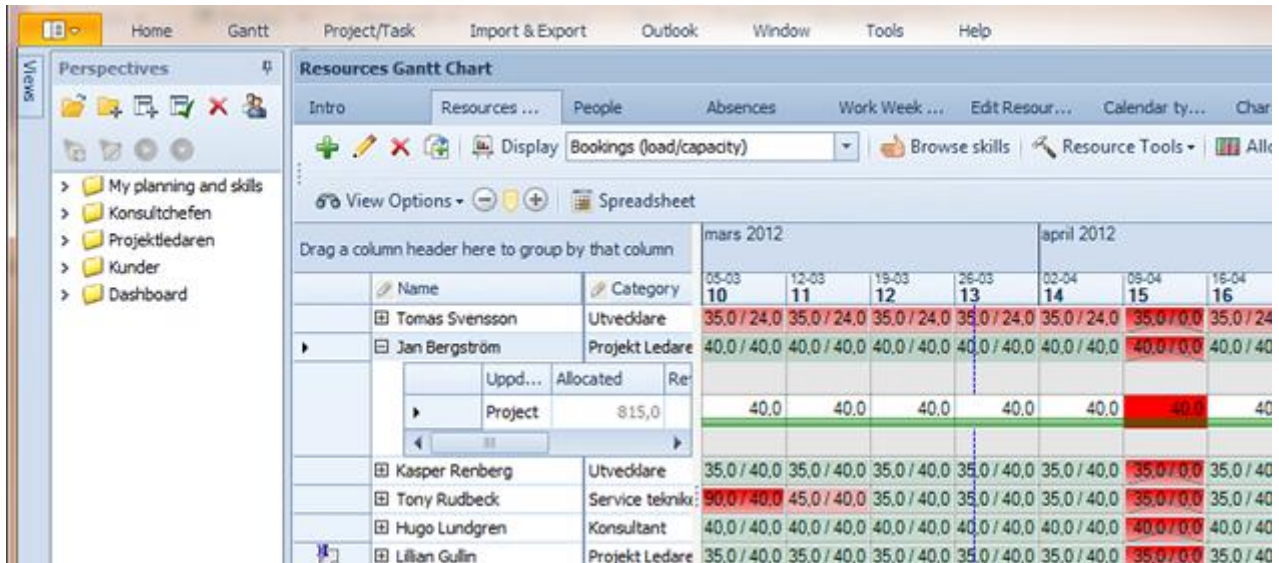 Home Gantt Project/Task Import & Export Outlook Window Tools Help
Views
Perspectives
Resources Gantt Chart
Intro Resources ... People Absences Work Week ... Edit Resour... Calendar ty... Char
Display Bookings (load/capacity) Browse skills Resource Tools Allo
View Options Spreadsheet
My planning and skills
Konsultchefen
Projektledaren
Kunder
Dashboard
Drag a column header here to group by that column
mars 2012 april 2012
Name Category
05-03 12-03 19-03 26-03 02-04 09-04 16-04
10 11 12 13 14 15 16
Tomas Svensson Utvecklare 35,0 / 24,0 35,0 / 24,0 35,0 / 24,0 35,0 / 24,0 35,0 / 24,0 35,0 / 0,0 35,0 / 24
Jan Bergström Projekt Ledare 40,0 / 40,0 40,0 / 40,0 40,0 / 40,0 40,0 / 40,0 40,0 / 40,0 40,0 / 0,0 40,0 / 40
Uppd... Allocated Re
Project 815,0 40,0 40,0 40,0 40,0 40,0 40,0 40
Kasper Renberg Utvecklare 35,0 / 40,0 35,0 / 40,0 35,0 / 40,0 35,0 / 40,0 35,0 / 40,0 35,0 / 0,0 35,0 / 40
Tony Rudbeck Service teknik 90,0 / 40,0 45,0 / 40,0 35,0 / 40,0 35,0 / 40,0 35,0 / 40,0 35,0 / 0,0 35,0 / 40
Hugo Lundgren Konsultant 40,0 / 40,0 40,0 / 40,0 40,0 / 40,0 40,0 / 40,0 40,0 / 40,0 40,0 / 0,0 40,0 / 40
Lillian Gullin Projekt Ledare 35,0 / 40,0 35,0 / 40,0 35,0 / 40,0 35,0 / 40,0 35,0 / 40,0 35,0 / 0,0 35,0 / 40